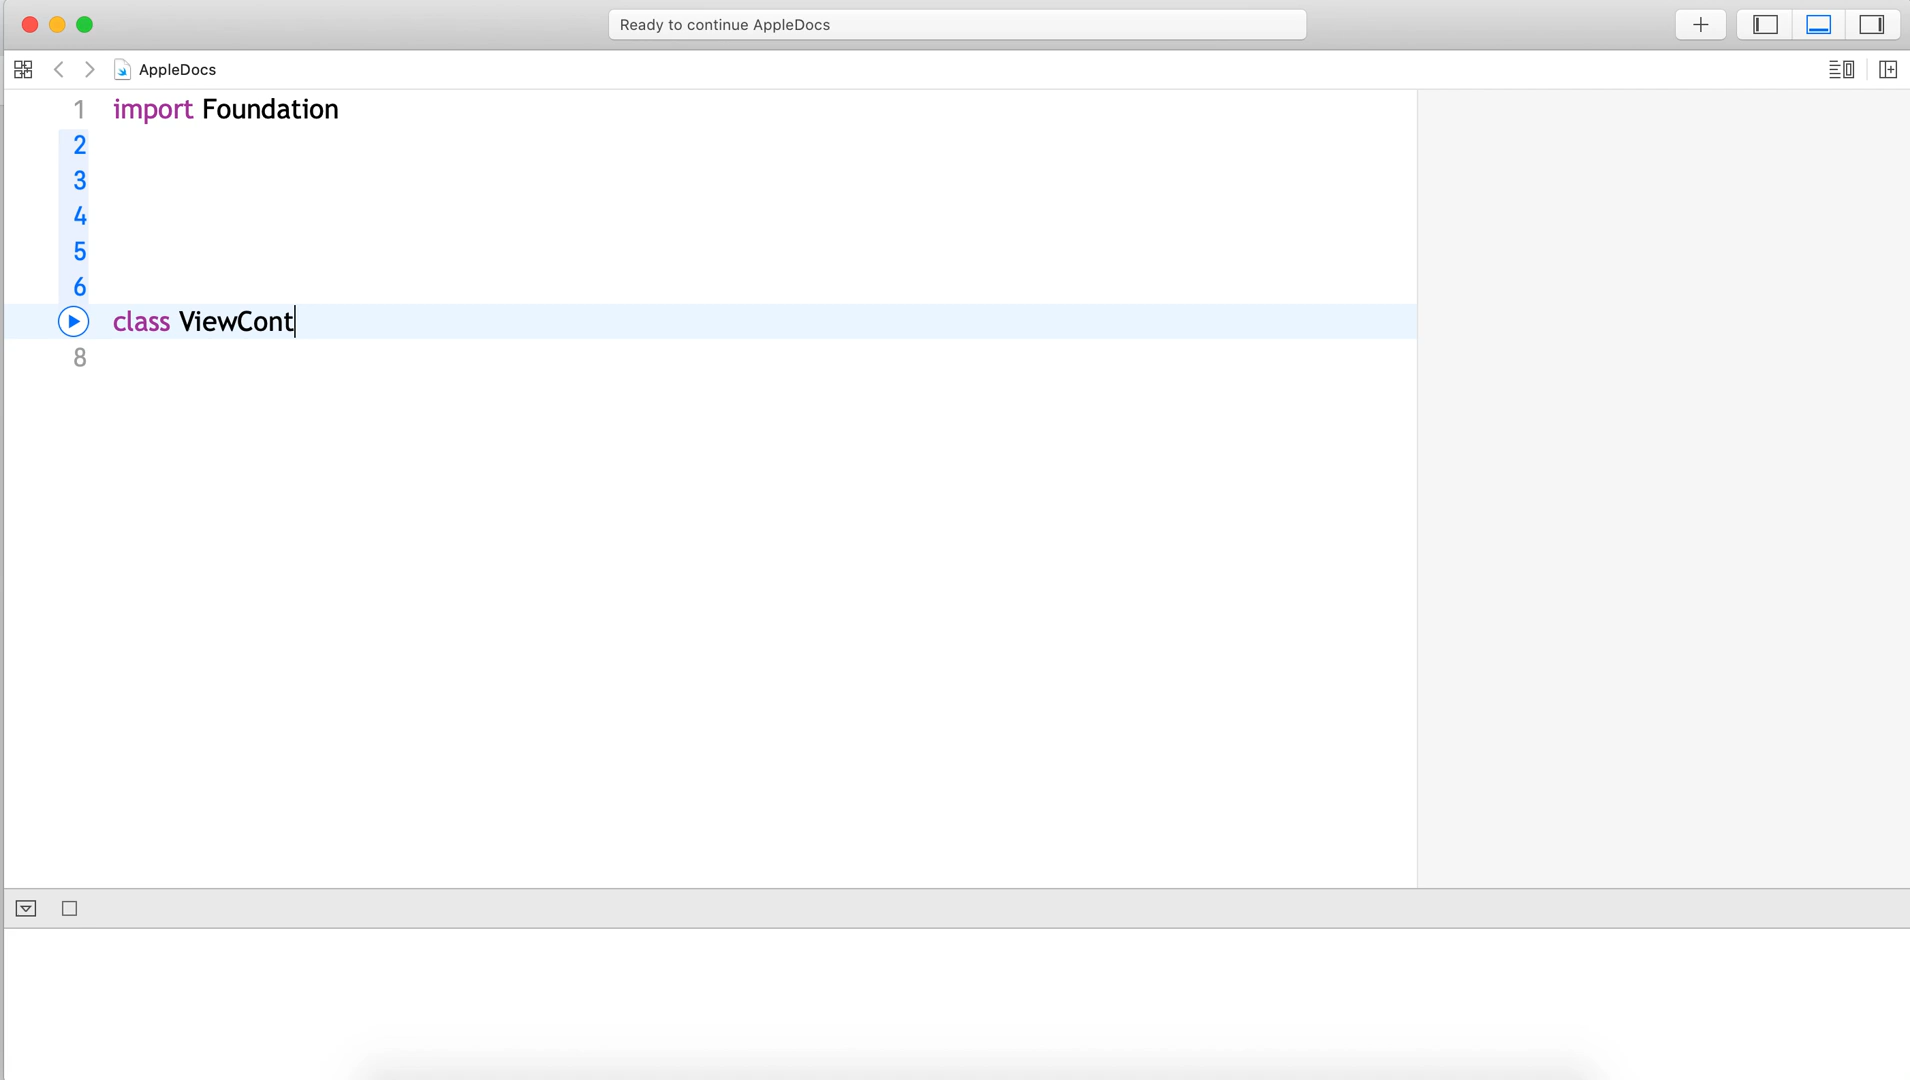 Ready to continue AppleDocs
AppleDocs
1 import Foundation
2
3
4
5
6
class ViewCont
8